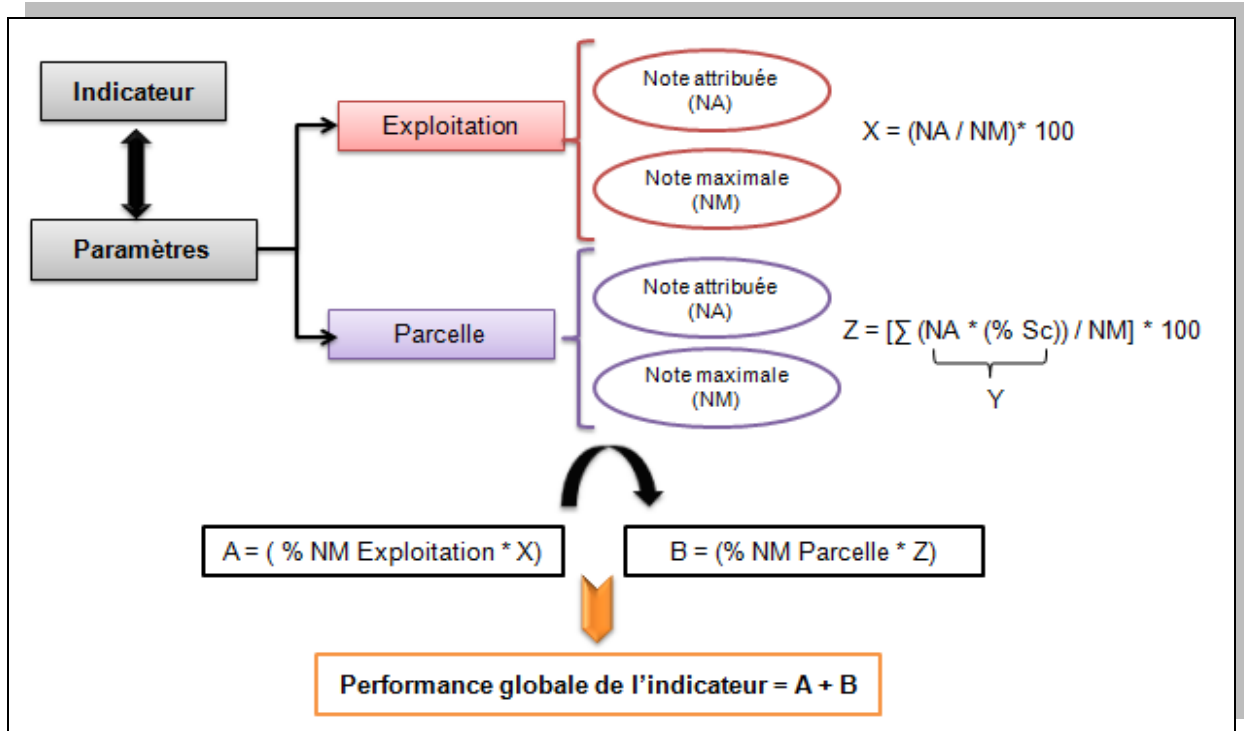 Indicateur
Paramètres
Exploitation
Note attribuée
(NA)
Note maximale
(NM)
X = (NA / NM)* 100
Parcelle
Note attribuée
(NA)
Note maximale
(NM)
Z = [∑ (NA * (% Sc)) / NM] * 100
Y
A = ( % NM Exploitation * X)
B = (% NM Parcelle * Z)
Performance globale de l’indicateur = A + B